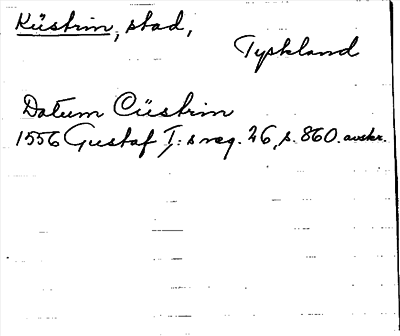 Küstrin, stad,
Tyskland
Datum Cüstrin
1556 Gustaf I:s reg. 26, s. 860. avskr.